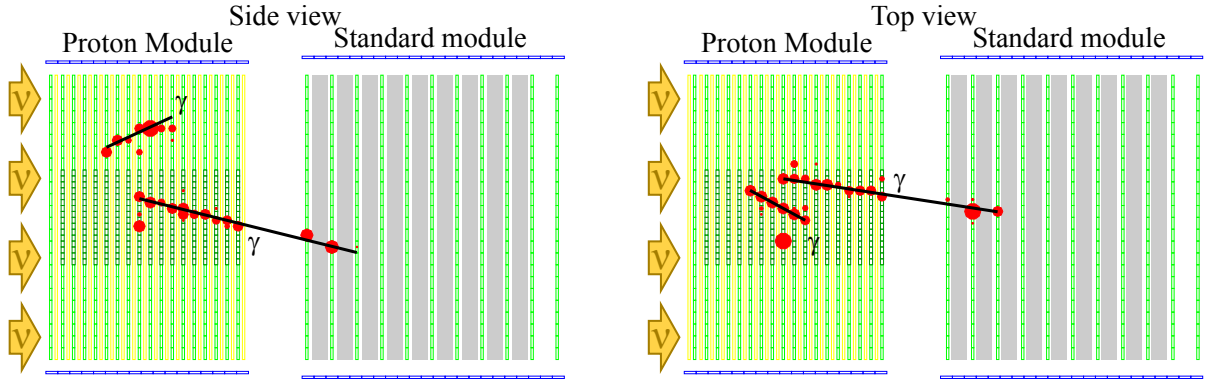 Side view
Proton Module
Standard module
ν
ν
ν
ν
γ
γ
Top view
Proton Module
Standard module
ν
ν
ν
ν
γ
γ